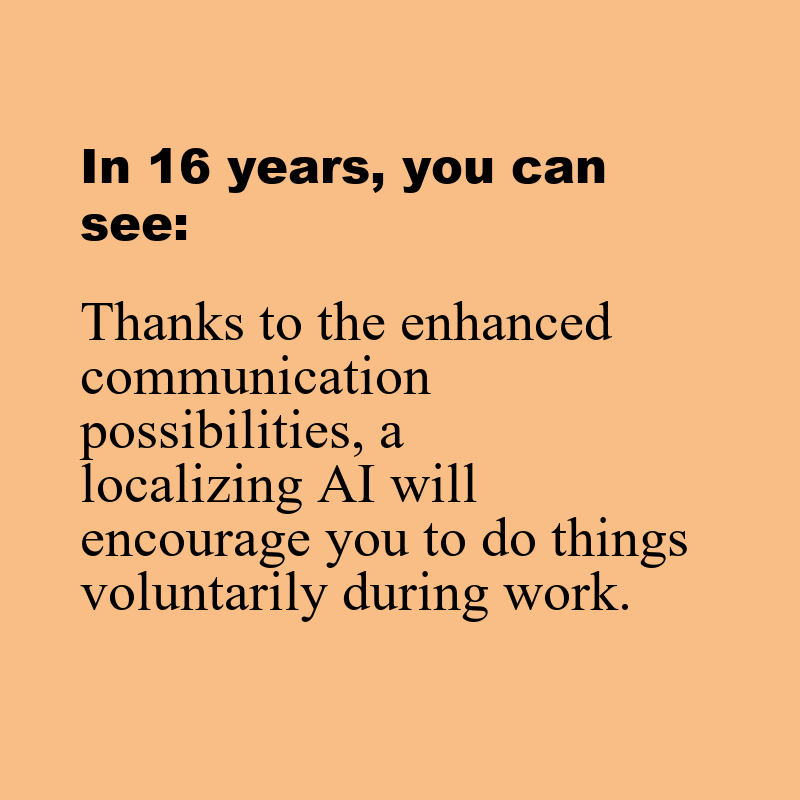 In 16 years, you can
see:
Thanks to the enhanced
communication
possibilities, a
localizing AI will
encourage you to do things
voluntarily during work.